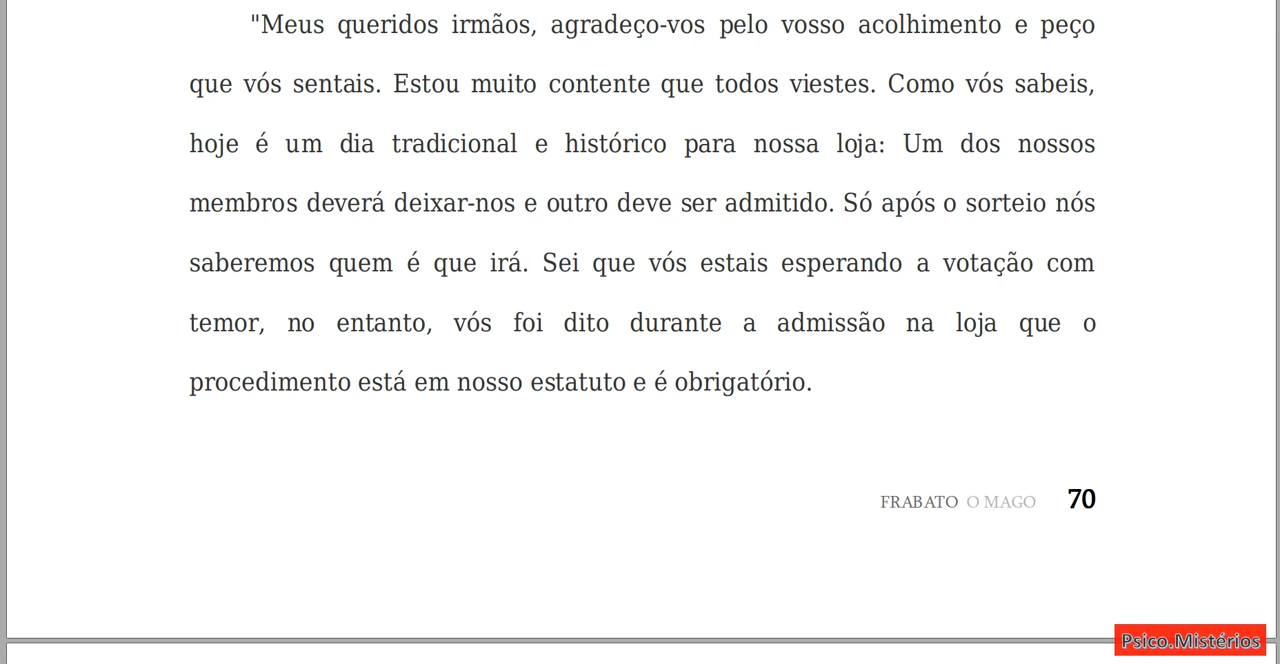 "Meus queridos irmãos, agradeço-vos pelo vosso acolhimento e peço
que vós sentais. Estou muito contente que todos viestes. Como vós sabeis,
hoje é um dia tradicional e histórico para nossa loja: Um dos nossos
membros deverá deixar-nos e outro deve ser admitido. Só após o sorteio nós
saberemos quem é que irá. Sei que vós estais esperando a votação com
temor, no entanto, vós foi dito durante a admissão na loja que o
procedimento está em nosso estatuto e é obrigatório.
FRABATO O MAGO 70
Psico.Mistérios